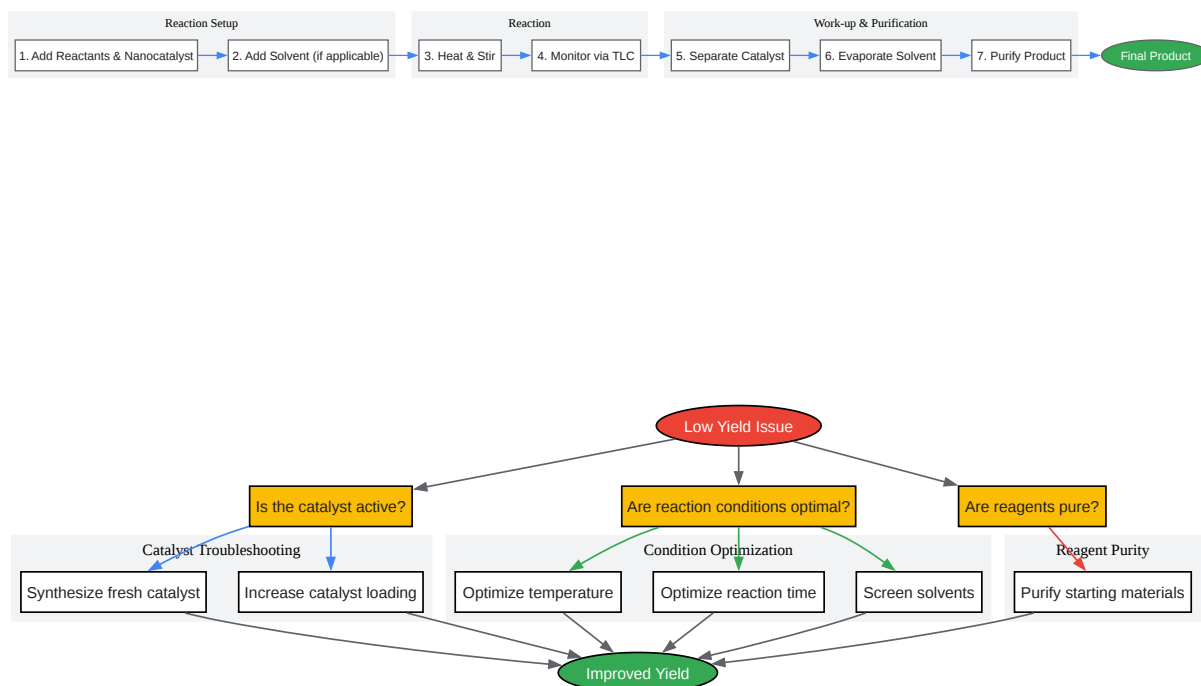 Reaction Setup
Reaction
Work-up & Purification
1. Add Reactants & Nanocatalyst
2. Add Solvent (if applicable)
3. Heat & Stir
4. Monitor via TLC
5. Separate Catalyst
6. Evaporate Solvent
7. Purify Product
Final Product
Low Yield Issue
Is the catalyst active?
Are reaction conditions optimal?
Are reagents pure?
Catalyst Troubleshooting
Condition Optimization
Reagent Purity
Synthesize fresh catalyst
Increase catalyst loading
Optimize temperature
Optimize reaction time
Screen solvents
Purify starting materials
Improved Yield